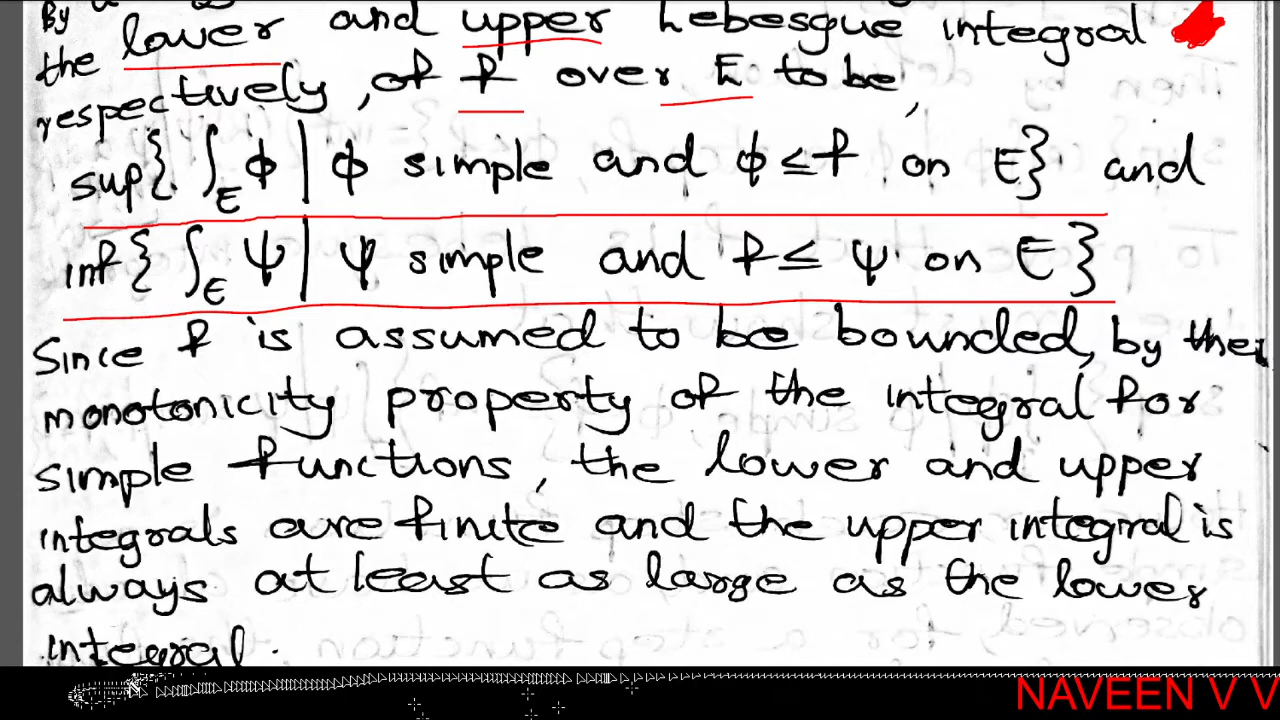 By
lower and upper Lebesgue integral
the
respectively, of f over E to be,
sup{ ∫_E φ | φ simple and φ ≤ f on E} and
inf{ ∫_E ψ | ψ simple and f ≤ ψ on E}
Since f is assumed to be bounded, by the
monotonicity property of the integral for
simple functions, the lower and upper
integrals are finite and the upper integral is
always at least as large as the lower
integral.
NAVEEN V V